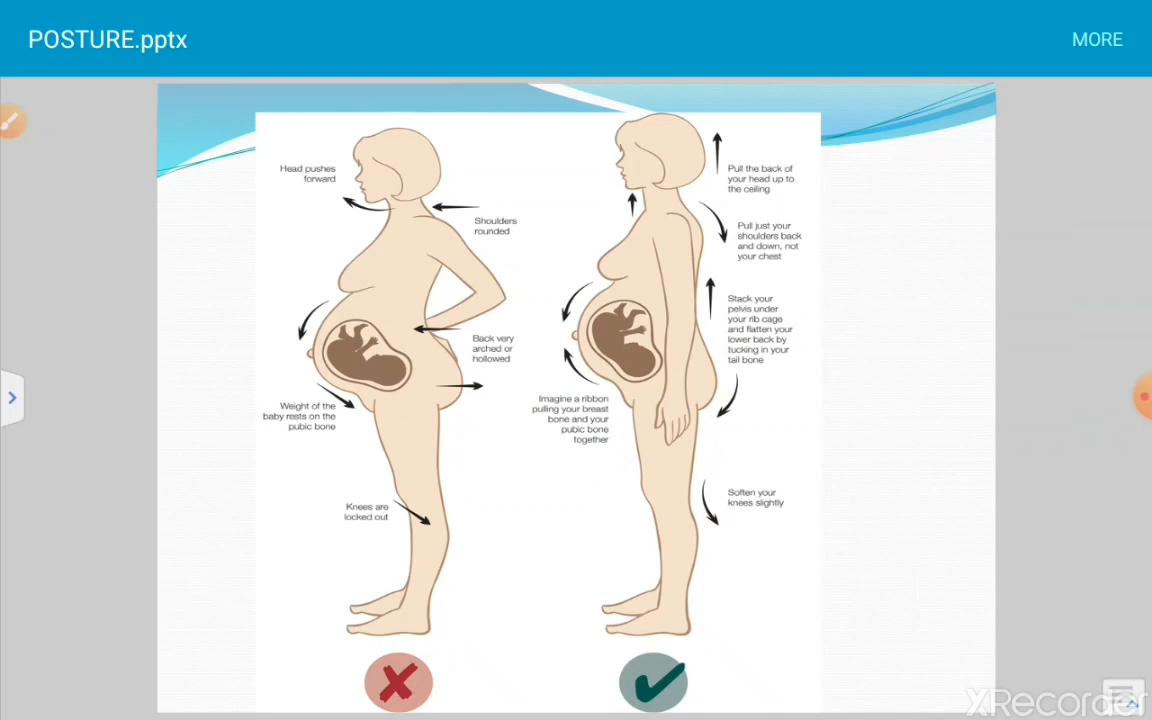 POSTURE.pptx
MORE
Head pushes
forward
Shoulders
rounded
Back very
arched or
hollowed
Weight of the
baby rests on the
pubic bone
Knees are
locked out
Pull the back of
your head up to
the ceiling
Pull just your
shoulders back
and down, not
your chest
Stack your
pelvis under
your rib cage
and flatten your
lower back by
tucking in your
tail bone
Imagine a ribbon
pulling your breast
bone and your
pubic bone
together
Soften your
knees slightly
XRecorder